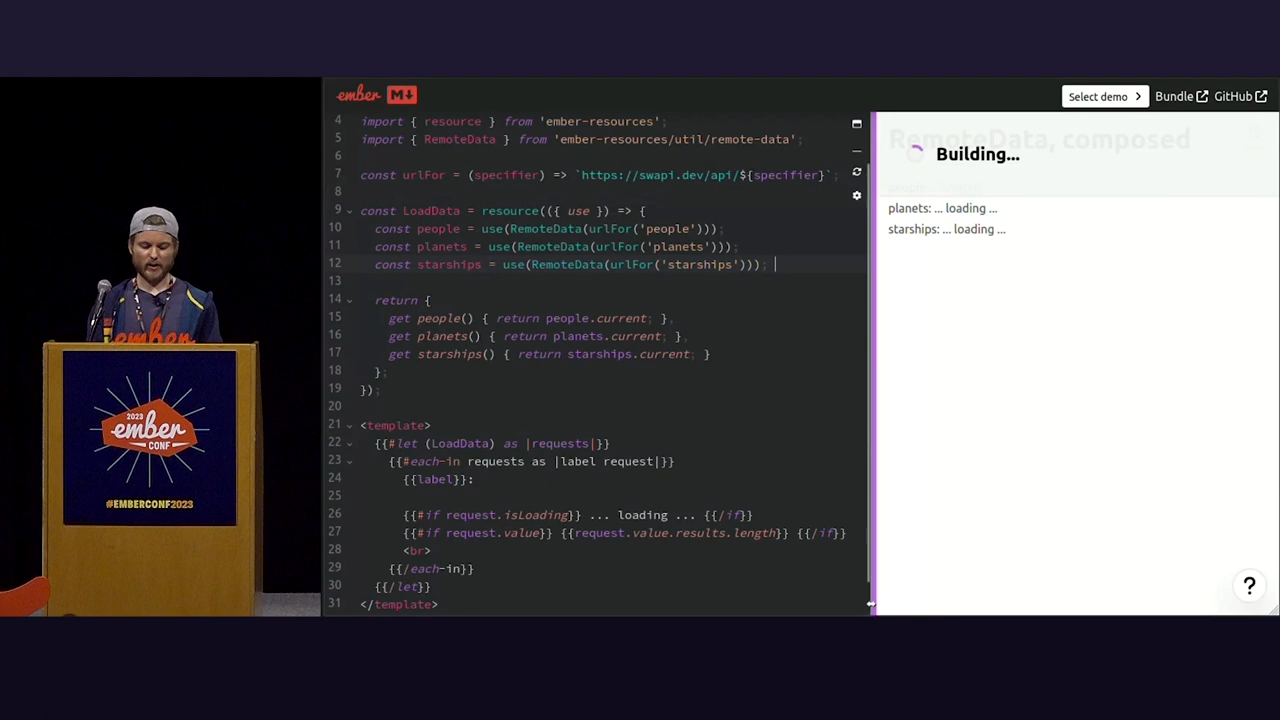 ember M↓
Select demo
Bundle
GitHub
4 import { resource } from 'ember-resources';
5 import { RemoteData } from 'ember-resources/util/remote-data';
6
7 const urlFor = (specifier) => `https://swapi.dev/api/${specifier}`;
8
9 const LoadData = resource(({ use }) => {
10 const people = use(RemoteData(urlFor('people')));
11 const planets = use(RemoteData(urlFor('planets')));
12 const starships = use(RemoteData(urlFor('starships')));
13
14 return {
15 get people() { return people.current; },
16 get planets() { return planets.current; },
17 get starships() { return starships.current; }
18 };
19 });
20
21 <template>
22 {{#let (LoadData) as |requests|}}
23 {{#each-in requests as |label request|}}
24 {{label}}:
25
26 {{#if request.isLoading}} ... loading ... {{/if}}
27 {{#if request.value}} {{request.value.results.length}} {{/if}}
28 <br>
29 {{/each-in}}
30 {{/let}}
31 </template>
RemoteData, composed
Building...
planets: ... loading ...
starships: ... loading ...
?
ember
2023
ember
CONF
#EMBERCONF2023